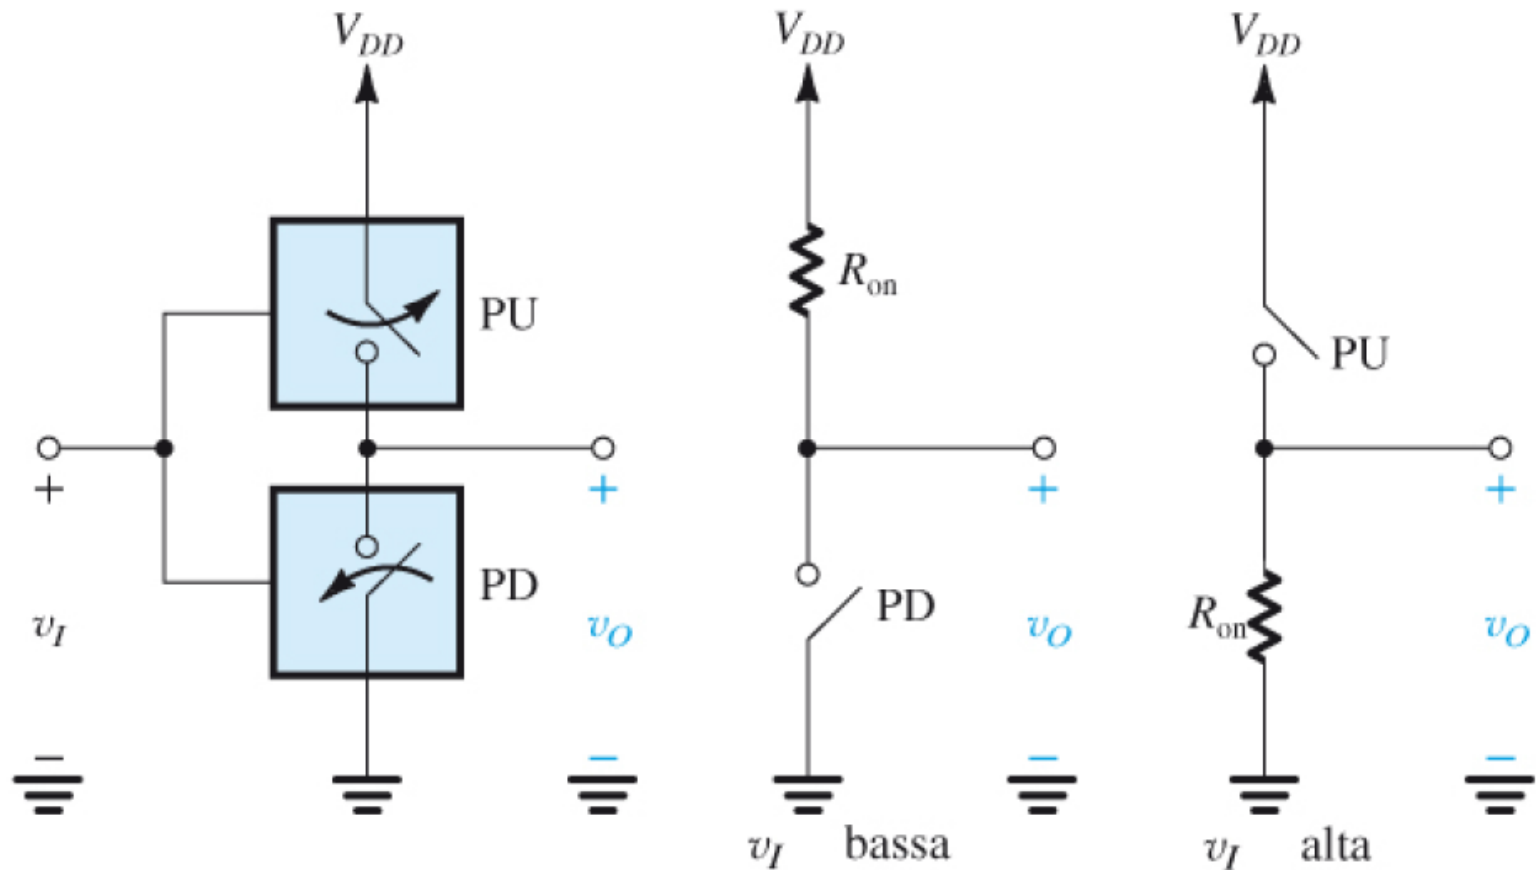 V_DD
V_DD
V_DD
R_on
PU
PU
+
+
+
+
PD
PD
R_on
v_I
v_O
v_O
v_O
−
−
−
−
v_I bassa
v_I alta